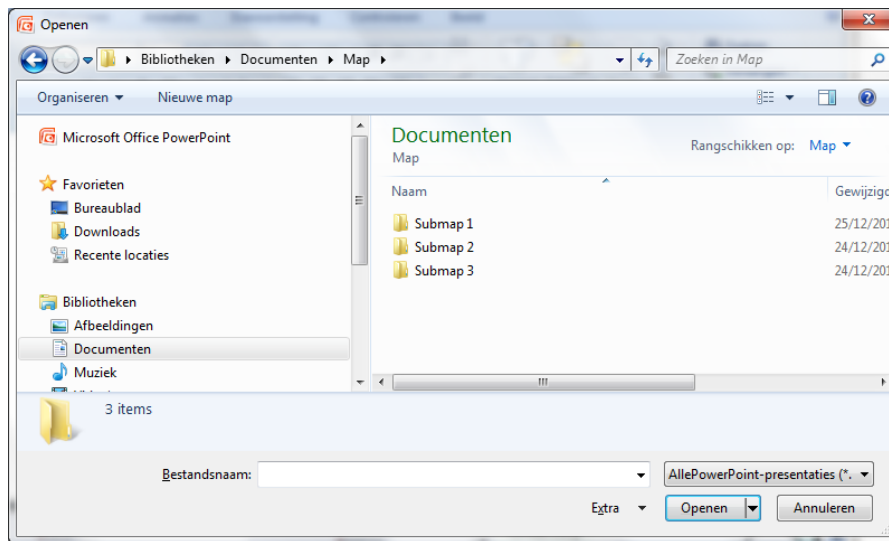 Openen
Bibliotheken Documenten Map
Zoeken in Map
Organiseren Nieuwe map
Microsoft Office PowerPoint
Favorieten
Bureaublad
Downloads
Recente locaties
Bibliotheken
Afbeeldingen
Documenten
Muziek
Documenten
Map
Rangschikken op: Map
Naam Gewijzigd
Submap 1 25/12/201
Submap 2 24/12/201
Submap 3 24/12/201
3 items
Bestandsnaam:
AllePowerPoint-presentaties (*.
Extra Openen Annuleren